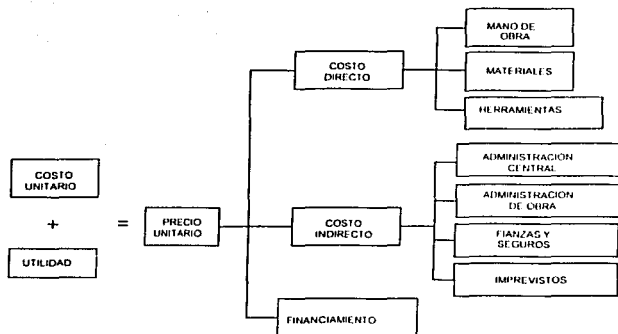 MANO DE
OBRA
COSTO
DIRECTO
MATERIALES
HERRAMIENTAS
COSTO
UNITARIO
+
UTILIDAD
=
PRECIO
UNITARIO
COSTO
INDIRECTO
ADMINISTRACION
CENTRAL
ADMINISTRACION
DE OBRA
FIANZAS Y
SEGUROS
IMPREVISTOS
FINANCIAMIENTO